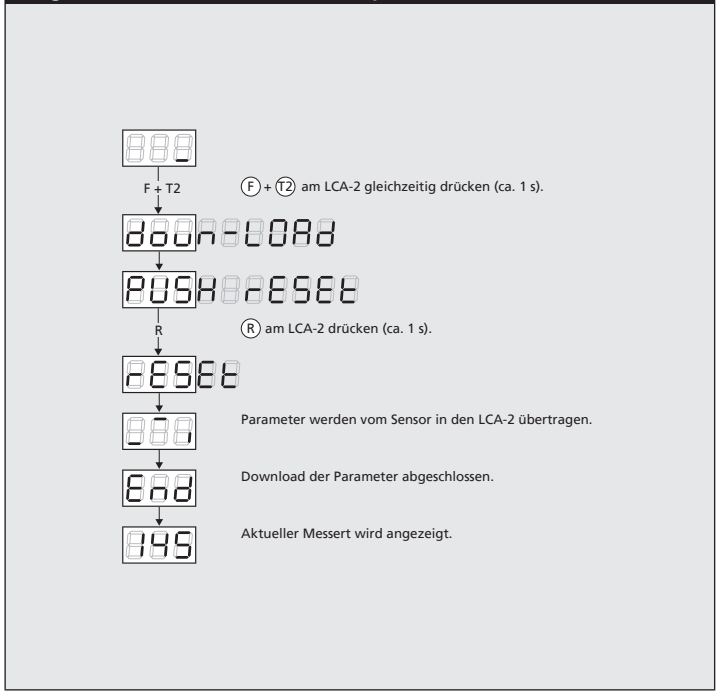 F + T2
F + T2 am LCA-2 gleichzeitig drücken (ca. 1 s).
doun-LOAd
PUSH rESEt
R
R am LCA-2 drücken (ca. 1 s).
rESEt
Parameter werden vom Sensor in den LCA-2 übertragen.
End
Download der Parameter abgeschlossen.
145
Aktueller Messert wird angezeigt.